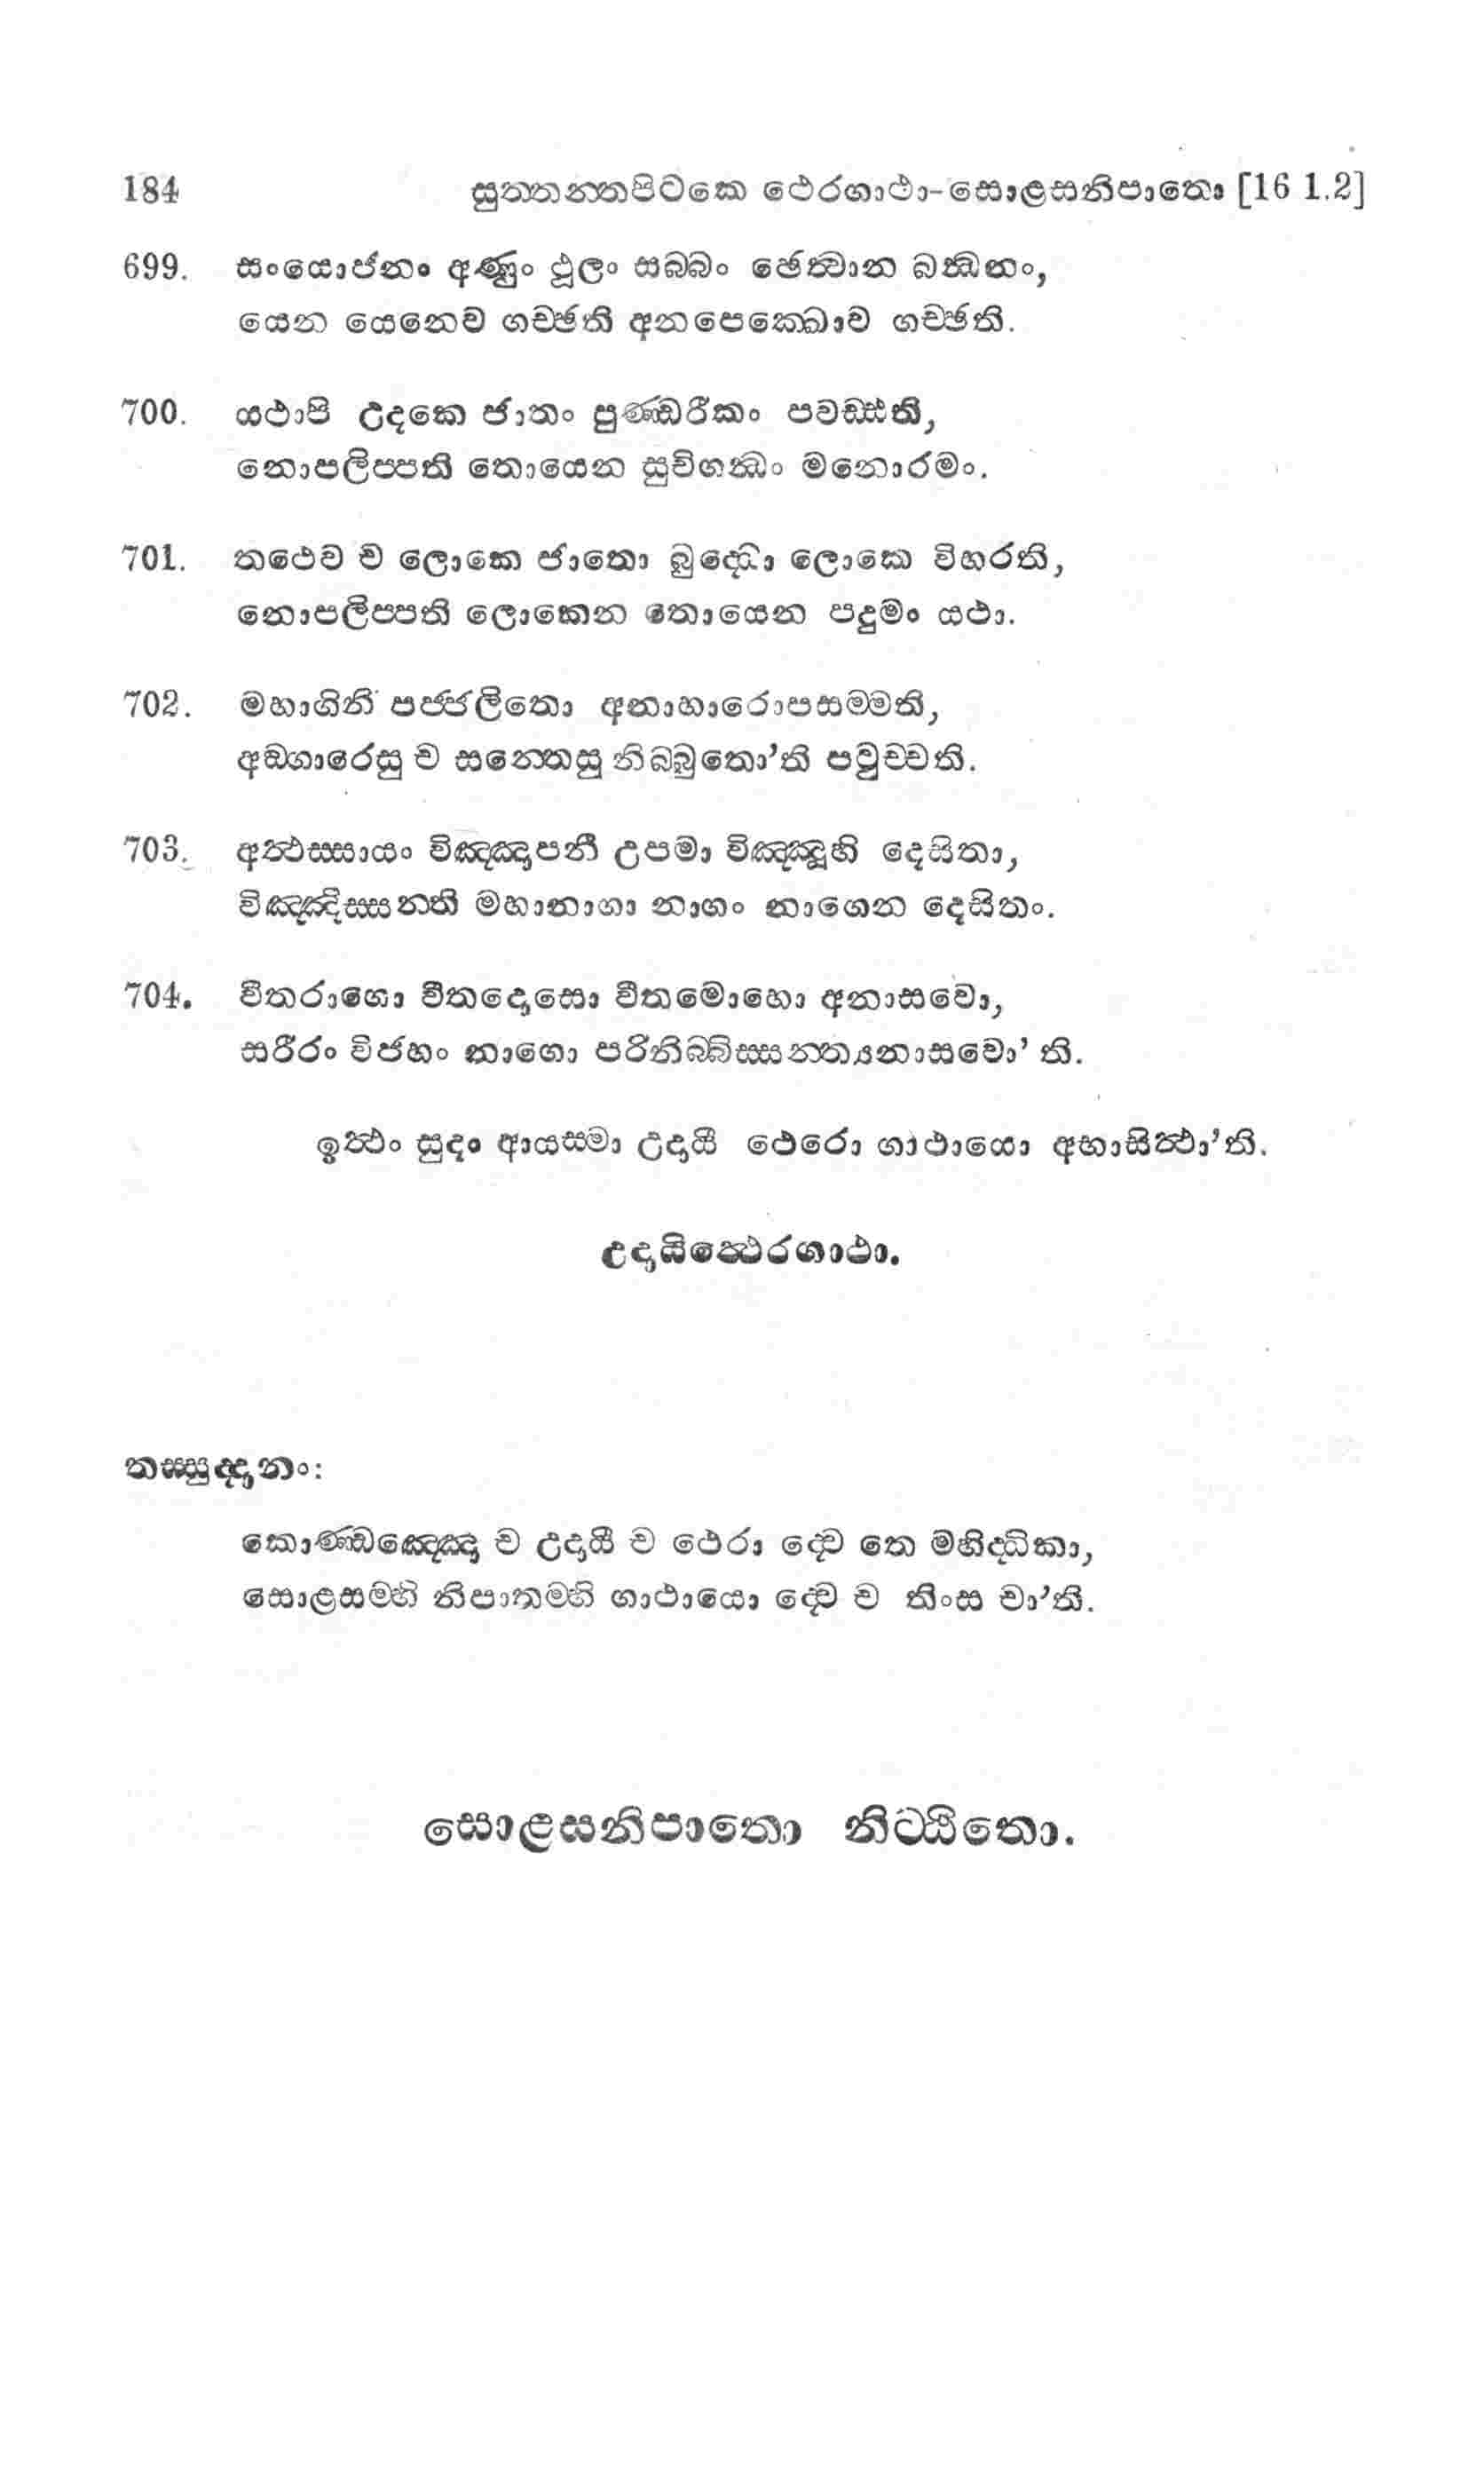 184 සුත්තන්තපිටකෙ ථෙරගාථා-සොළසනිපාතො [16 1.2]
699. සංයොජනං අණුං ථූලං සබ්බං ඡෙත්වාන බන්ධනං,
යෙන යෙනෙව ගච්ඡති අනපෙක්ඛොව ගච්ඡති.
700. යථාපි උදකෙ ජාතං පුණ්ඩරීකං පවඩ්ඪති,
නොපලිප්පති තොයෙන සුචිගන්ධං මනොරමං.
701. තථෙව ච ලොකෙ ජාතො බුද්ධො ලොකෙ විහරති,
නොපලිප්පති ලොකෙන තොයෙන පදුමං යථා.
702. මහාගිනි පජ්ජලිතො අනාහාරොපසම්මති,
අඞ්ගාරෙසු ච සන්තෙසු නිබ්බුතො’ති පවුච්චති.
703. අත්ථස්සායං විඤ්ඤාපනී උපමා විඤ්ඤූහි දෙසිතා,
විඤ්ඤිස්සන්ති මහානාගා නාගං නාගෙන දෙසිතං.
704. වීතරාගො වීතදොසො වීතමොහො අනාසවො,
සරීරං විජහං නාගො පරිනිබ්බිස්සන්ත්‍යනාසවො’ ති.
ඉත්ථං සුදං ආයස්මා උදායී ථෙරො ගාථායො අභාසිත්ථා’ති.
උදායිත්ථෙරගාථා.
තස්සුද්දානං:
කොණ්ඩඤ්ඤො ච උදායී ච ථෙරා ද්වෙ තෙ මහිද්ධිකා,
සොළසම්හි නිපාතම්හි ගාථායො ද්වෙ ච තිංස චා’ති.
සොළසනිපාතො නිට්ඨිතො.